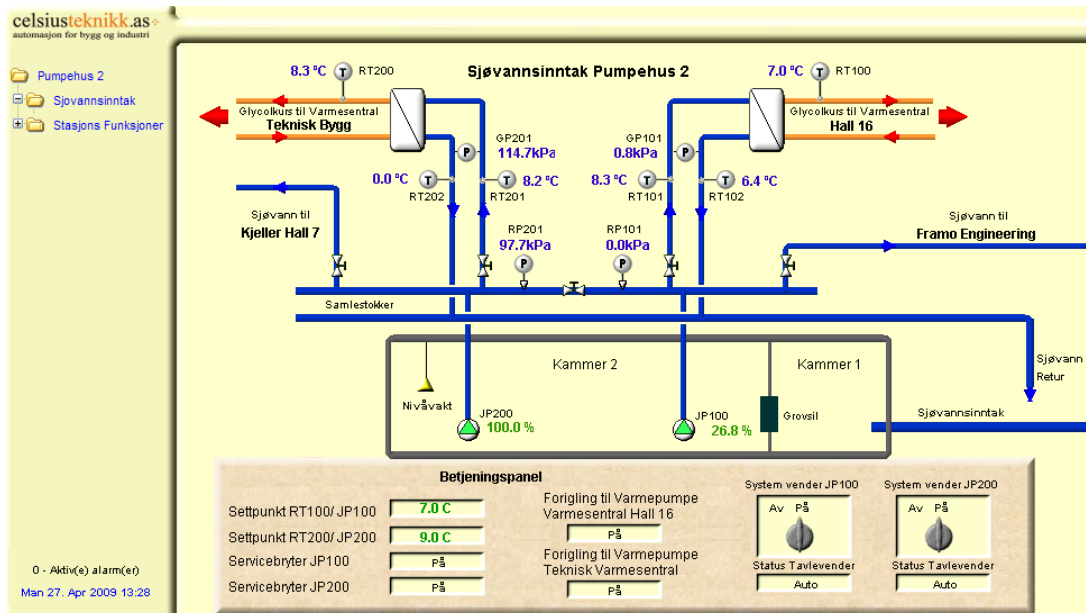 celsiusteknikk.as
automasjon for bygg og industri
Pumpehus 2
Sjovannsinntak
Stasjons Funksjoner
0 - Aktiv(e) alarm(er)
Man 27. Apr 2009 13:28
Sjøvannsinntak Pumpehus 2
8.3 ºC T RT200
7.0 ºC T RT100
Glycolkurs til Varmesentral
Teknisk Bygg
Glycolkurs til Varmesentral
Hall 16
GP201
114.7kPa
P
GP101
0.8kPa
P
0.0 ºC T
RT202
T 8.2 ºC
RT201
8.3 ºC T
RT101
T 6.4 ºC
RT102
Sjøvann til
Kjeller Hall 7
RP201
97.7kPa
P
RP101
0.0kPa
P
Sjøvann til
Framo Engineering
Samlestokker
Kammer 2
Kammer 1
Nivåvakt
JP200
100.0 %
JP100
26.8 %
Grovsil
Sjøvann
Retur
Sjøvannsinntak
Betjeningspanel
Settpunkt RT100/ JP100 7.0 C
Settpunkt RT200/ JP200 9.0 C
Servicebryter JP100 På
Servicebryter JP200 På
Forigling til Varmepumpe
Varmesentral Hall 16
På
Forigling til Varmepumpe
Teknisk Varmesentral
På
System vender JP100
Av På
Status Tavlevender
Auto
System vender JP200
Av På
Status Tavlevender
Auto